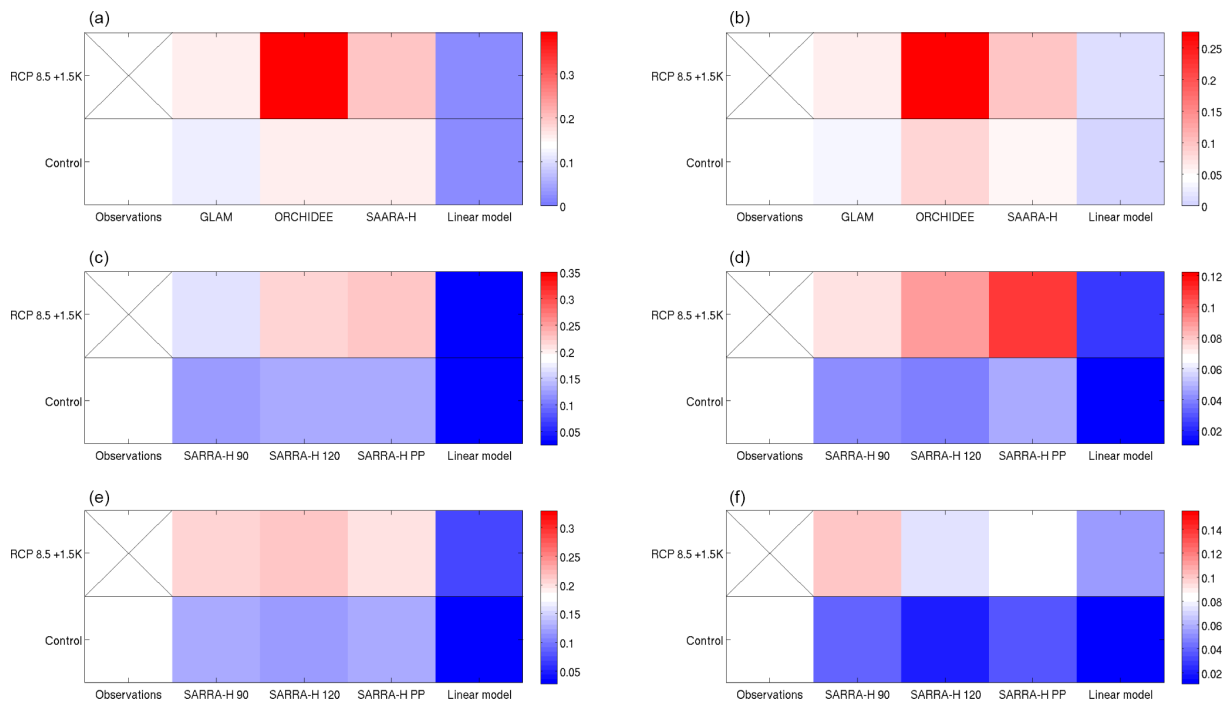 (a)
RCP 8.5 +1.5K
Control
Observations GLAM ORCHIDEE SAARA-H Linear model
0.3
0.2
0.1
0
(b)
RCP 8.5 +1.5K
Control
Observations GLAM ORCHIDEE SAARA-H Linear model
0.25
0.2
0.15
0.1
0.05
0
(c)
RCP 8.5 +1.5K
Control
Observations SARRA-H 90 SARRA-H 120 SARRA-H PP Linear model
0.35
0.3
0.25
0.2
0.15
0.1
0.05
(d)
RCP 8.5 +1.5K
Control
Observations SARRA-H 90 SARRA-H 120 SARRA-H PP Linear model
0.12
0.1
0.08
0.06
0.04
0.02
(e)
RCP 8.5 +1.5K
Control
Observations SARRA-H 90 SARRA-H 120 SARRA-H PP Linear model
0.3
0.25
0.2
0.15
0.1
0.05
(f)
RCP 8.5 +1.5K
Control
Observations SARRA-H 90 SARRA-H 120 SARRA-H PP Linear model
0.14
0.12
0.1
0.08
0.06
0.04
0.02